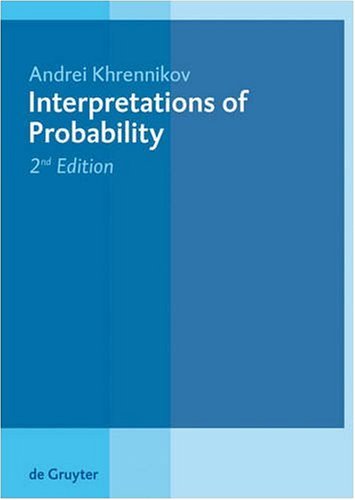 Andrei Khrennikov
Interpretations of
Probability
2nd Edition
de Gruyter